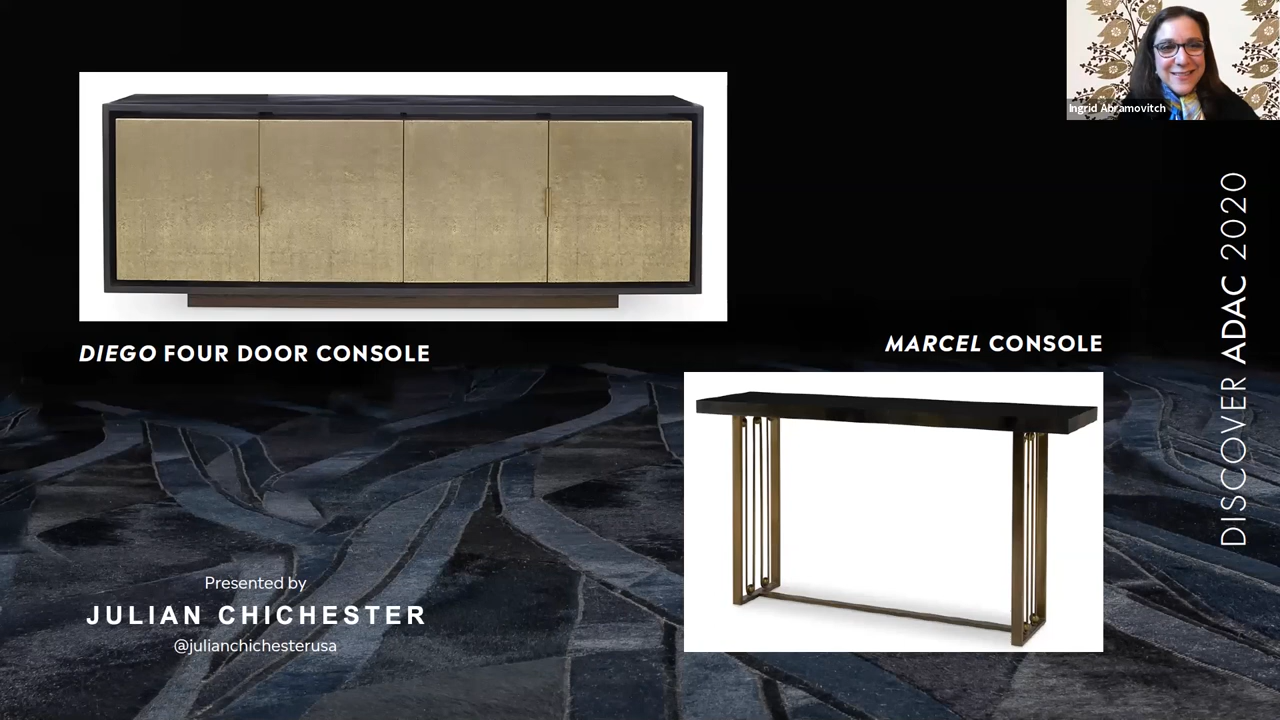 Ingrid Abramovitch
DIEGO FOUR DOOR CONSOLE
MARCEL CONSOLE
DISCOVER ADAC 2020
Presented by
JULIAN CHICHESTER
@julianchichesterusa